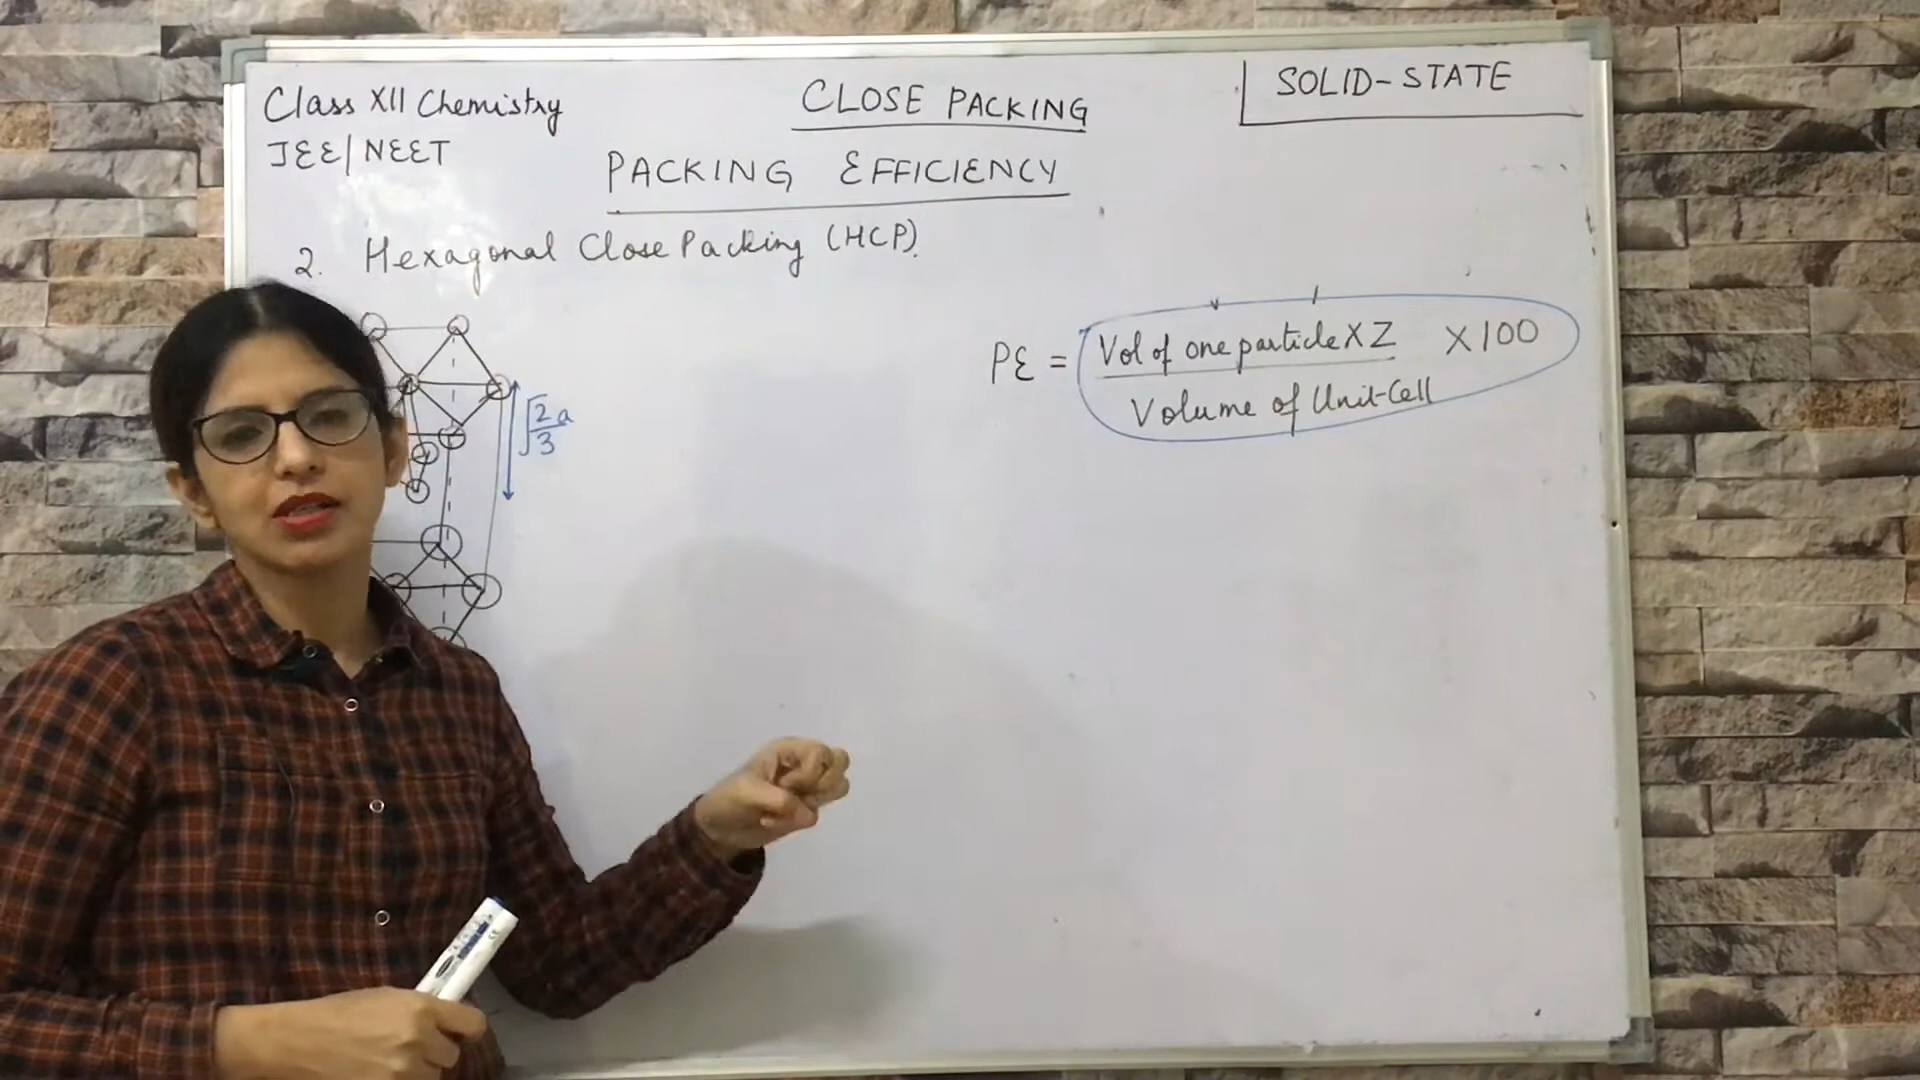 Class XII Chemistry
JEE/NEET
CLOSE PACKING
SOLID-STATE
PACKING EFFICIENCY
2. Hexagonal Close Packing (HCP).
PE = Vol of one particle X Z X 100
Volume of Unit-Cell
√2/3 a